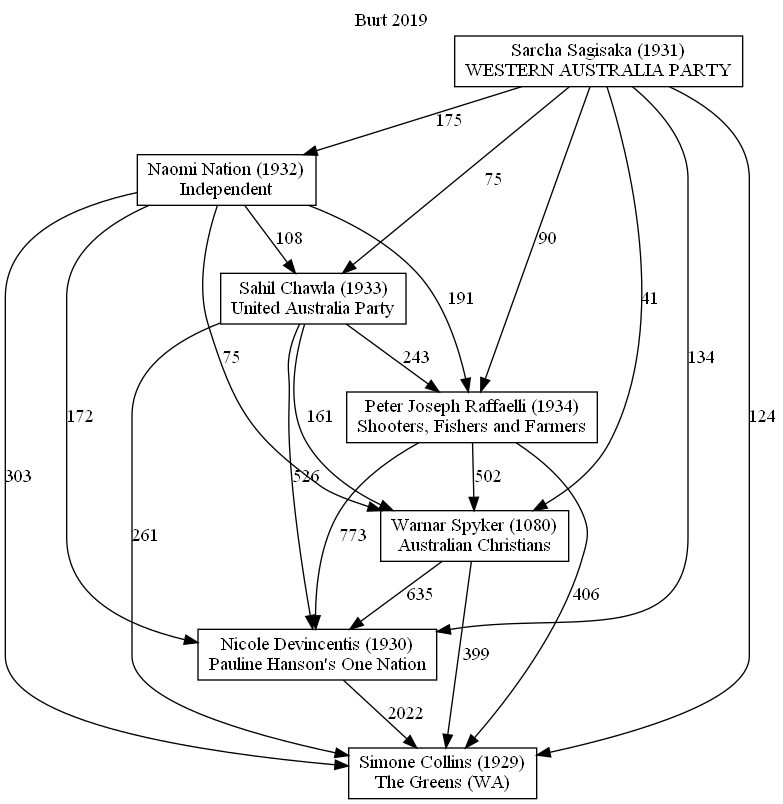 Burt 2019
Sarcha Sagisaka (1931)
WESTERN AUSTRALIA PARTY
175
Naomi Nation (1932)
Independent
75
108
90
Sahil Chawla (1933)
United Australia Party
191
41
75
243
134
Peter Joseph Raffaelli (1934)
Shooters, Fishers and Farmers
172
161
124
303
526
502
Warnar Spyker (1080)
Australian Christians
261
773
635
406
Nicole Devincentis (1930)
Pauline Hanson's One Nation
399
2022
Simone Collins (1929)
The Greens (WA)